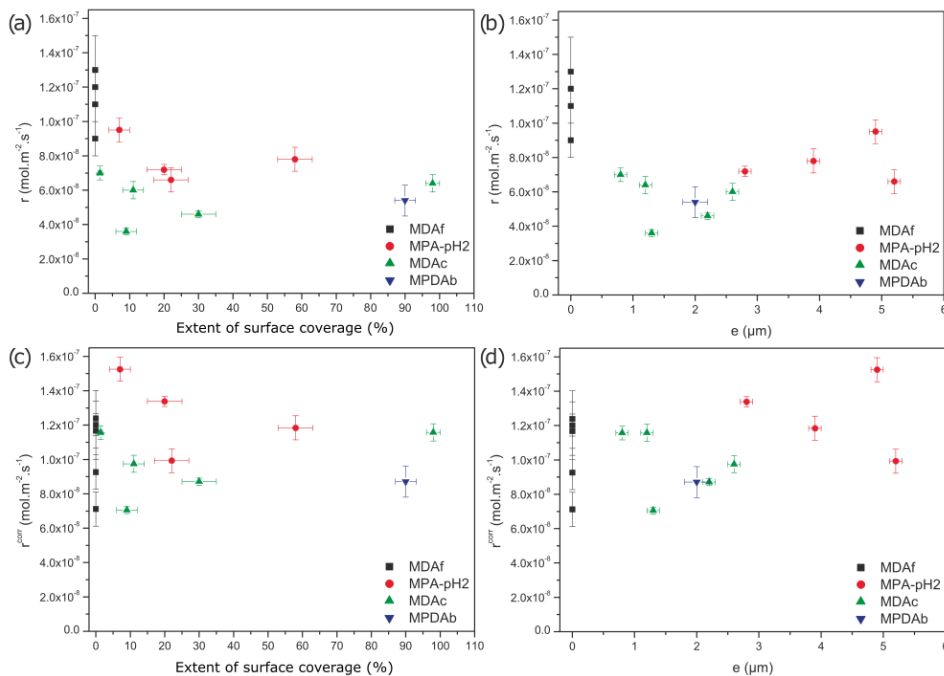 (a)
r (mol.m⁻².s⁻¹)
1.6x10⁻⁷
1.4x10⁻⁷
1.2x10⁻⁷
1.0x10⁻⁷
8.0x10⁻⁸
6.0x10⁻⁸
4.0x10⁻⁸
2.0x10⁻⁸
0.0
MDAf
MPA-pH2
MDAc
MPDAb
0 10 20 30 40 50 60 70 80 90 100 110
Extent of surface coverage (%)
(b)
r (mol.m⁻².s⁻¹)
1.6x10⁻⁷
1.4x10⁻⁷
1.2x10⁻⁷
1.0x10⁻⁷
8.0x10⁻⁸
6.0x10⁻⁸
4.0x10⁻⁸
2.0x10⁻⁸
0.0
MDAf
MPA-pH2
MDAc
MPDAb
0 1 2 3 4 5 6
e (μm)
(c)
r^corr (mol.m⁻².s⁻¹)
1.6x10⁻⁷
1.4x10⁻⁷
1.2x10⁻⁷
1.0x10⁻⁷
8.0x10⁻⁸
6.0x10⁻⁸
4.0x10⁻⁸
2.0x10⁻⁸
0.0
MDAf
MPA-pH2
MDAc
MPDAb
0 10 20 30 40 50 60 70 80 90 100 110
Extent of surface coverage (%)
(d)
r^corr (mol.m⁻².s⁻¹)
1.6x10⁻⁷
1.4x10⁻⁷
1.2x10⁻⁷
1.0x10⁻⁷
8.0x10⁻⁸
6.0x10⁻⁸
4.0x10⁻⁸
2.0x10⁻⁸
0.0
MDAf
MPA-pH2
MDAc
MPDAb
0 1 2 3 4 5 6
e (μm)